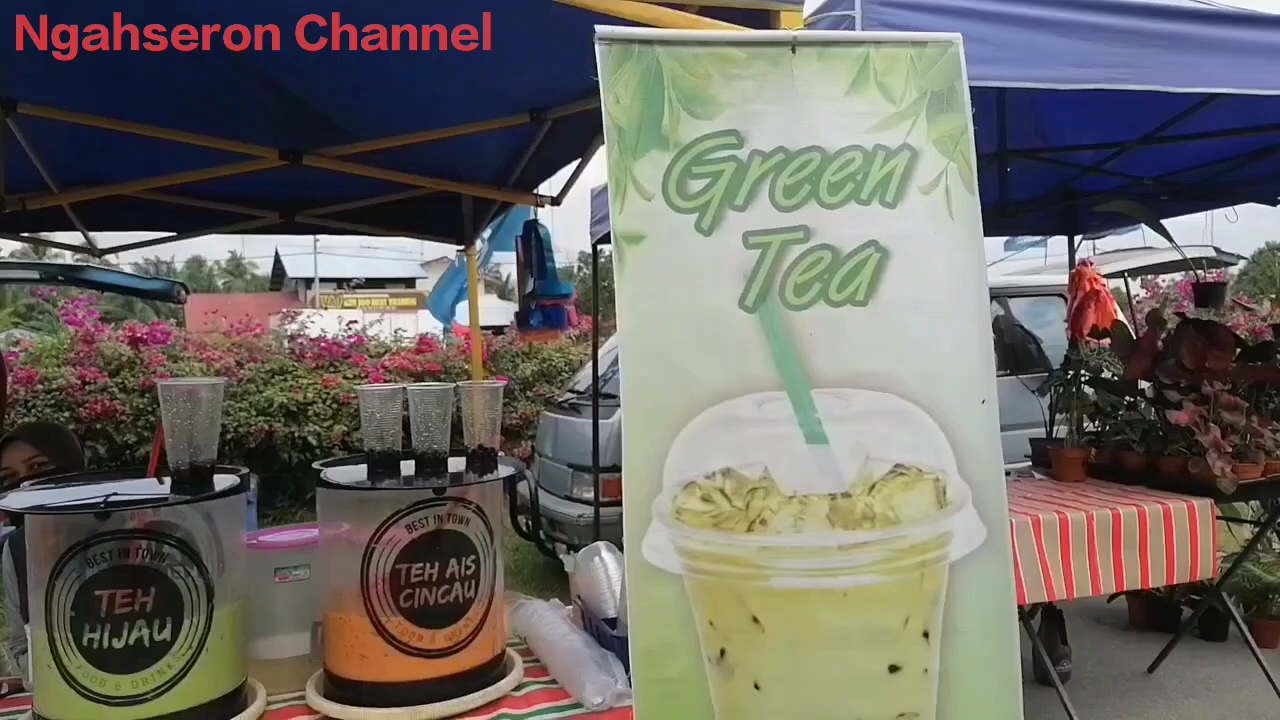 Ngahseron Channel
Green
Tea
BEST IN TOWN
TEH
HIJAU
FOOD & DRINKS
BEST IN TOWN
TEH AIS
CINCAU